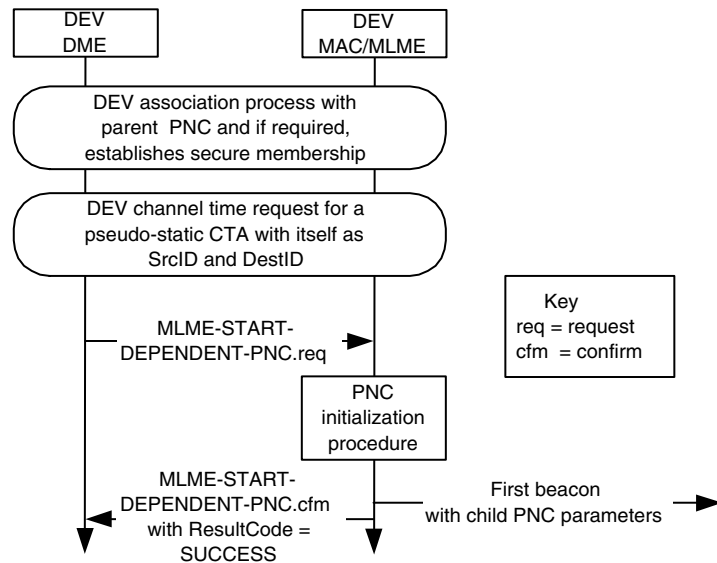 DEV
DME
DEV
MAC/MLME
DEV association process with
parent PNC and if required,
establishes secure membership
DEV channel time request for a
pseudo-static CTA with itself as
SrcID and DestID
MLME-START-
DEPENDENT-PNC.req
Key
req = request
cfm = confirm
PNC
initialization
procedure
MLME-START-
DEPENDENT-PNC.cfm
with ResultCode =
SUCCESS
First beacon
with child PNC parameters